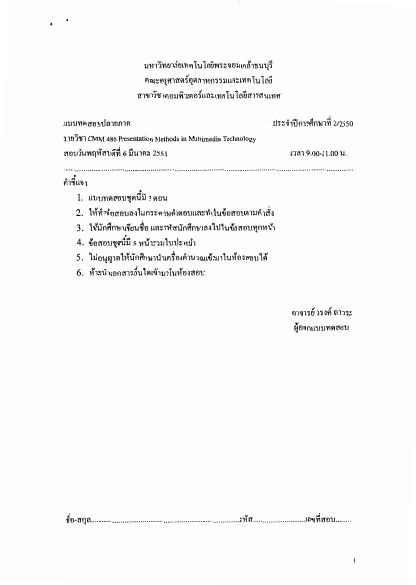 มหาวิทยาลัยเทคโนโลยีพระจอมเกล้าธนบุรี
คณะครุศาสตร์อุตสาหกรรมและเทคโนโลยี
สาขาวิชาคอมพิวเตอร์และเทคโนโลยีสารสนเทศ
แบบทดสอบปลายภาค ประจำปีการศึกษาที่ 2/2550
รายวิชา CMM 486 Presentation Methods in Multimedia Technology
สอบวันพฤหัสบดีที่ 6 มีนาคม 2551 เวลา 9.00-11.00 น.
คำชี้แจง
1. แบบทดสอบชุดนี้มี 3 ตอน
2. ให้ทำข้อสอบลงในกระดาษคำตอบและทำในข้อสอบตามคำสั่ง
3. ให้นักศึกษาเขียนชื่อ และรหัสนักศึกษาลงไปในข้อสอบทุกหน้า
4. ข้อสอบชุดนี้มี 8 หน้ารวมใบปะหน้า
5. ไม่อนุญาตให้นักศึกษานำเครื่องคำนวณเข้ามาในห้องสอบได้
6. ห้ามนำเอกสารอื่นใดเข้ามาในห้องสอบ
อาจารย์ วรงค์ ถาวระ
ผู้ออกแบบทดสอบ
ชื่อ-สกุล..............................รหัส....................เลขที่สอบ........
1